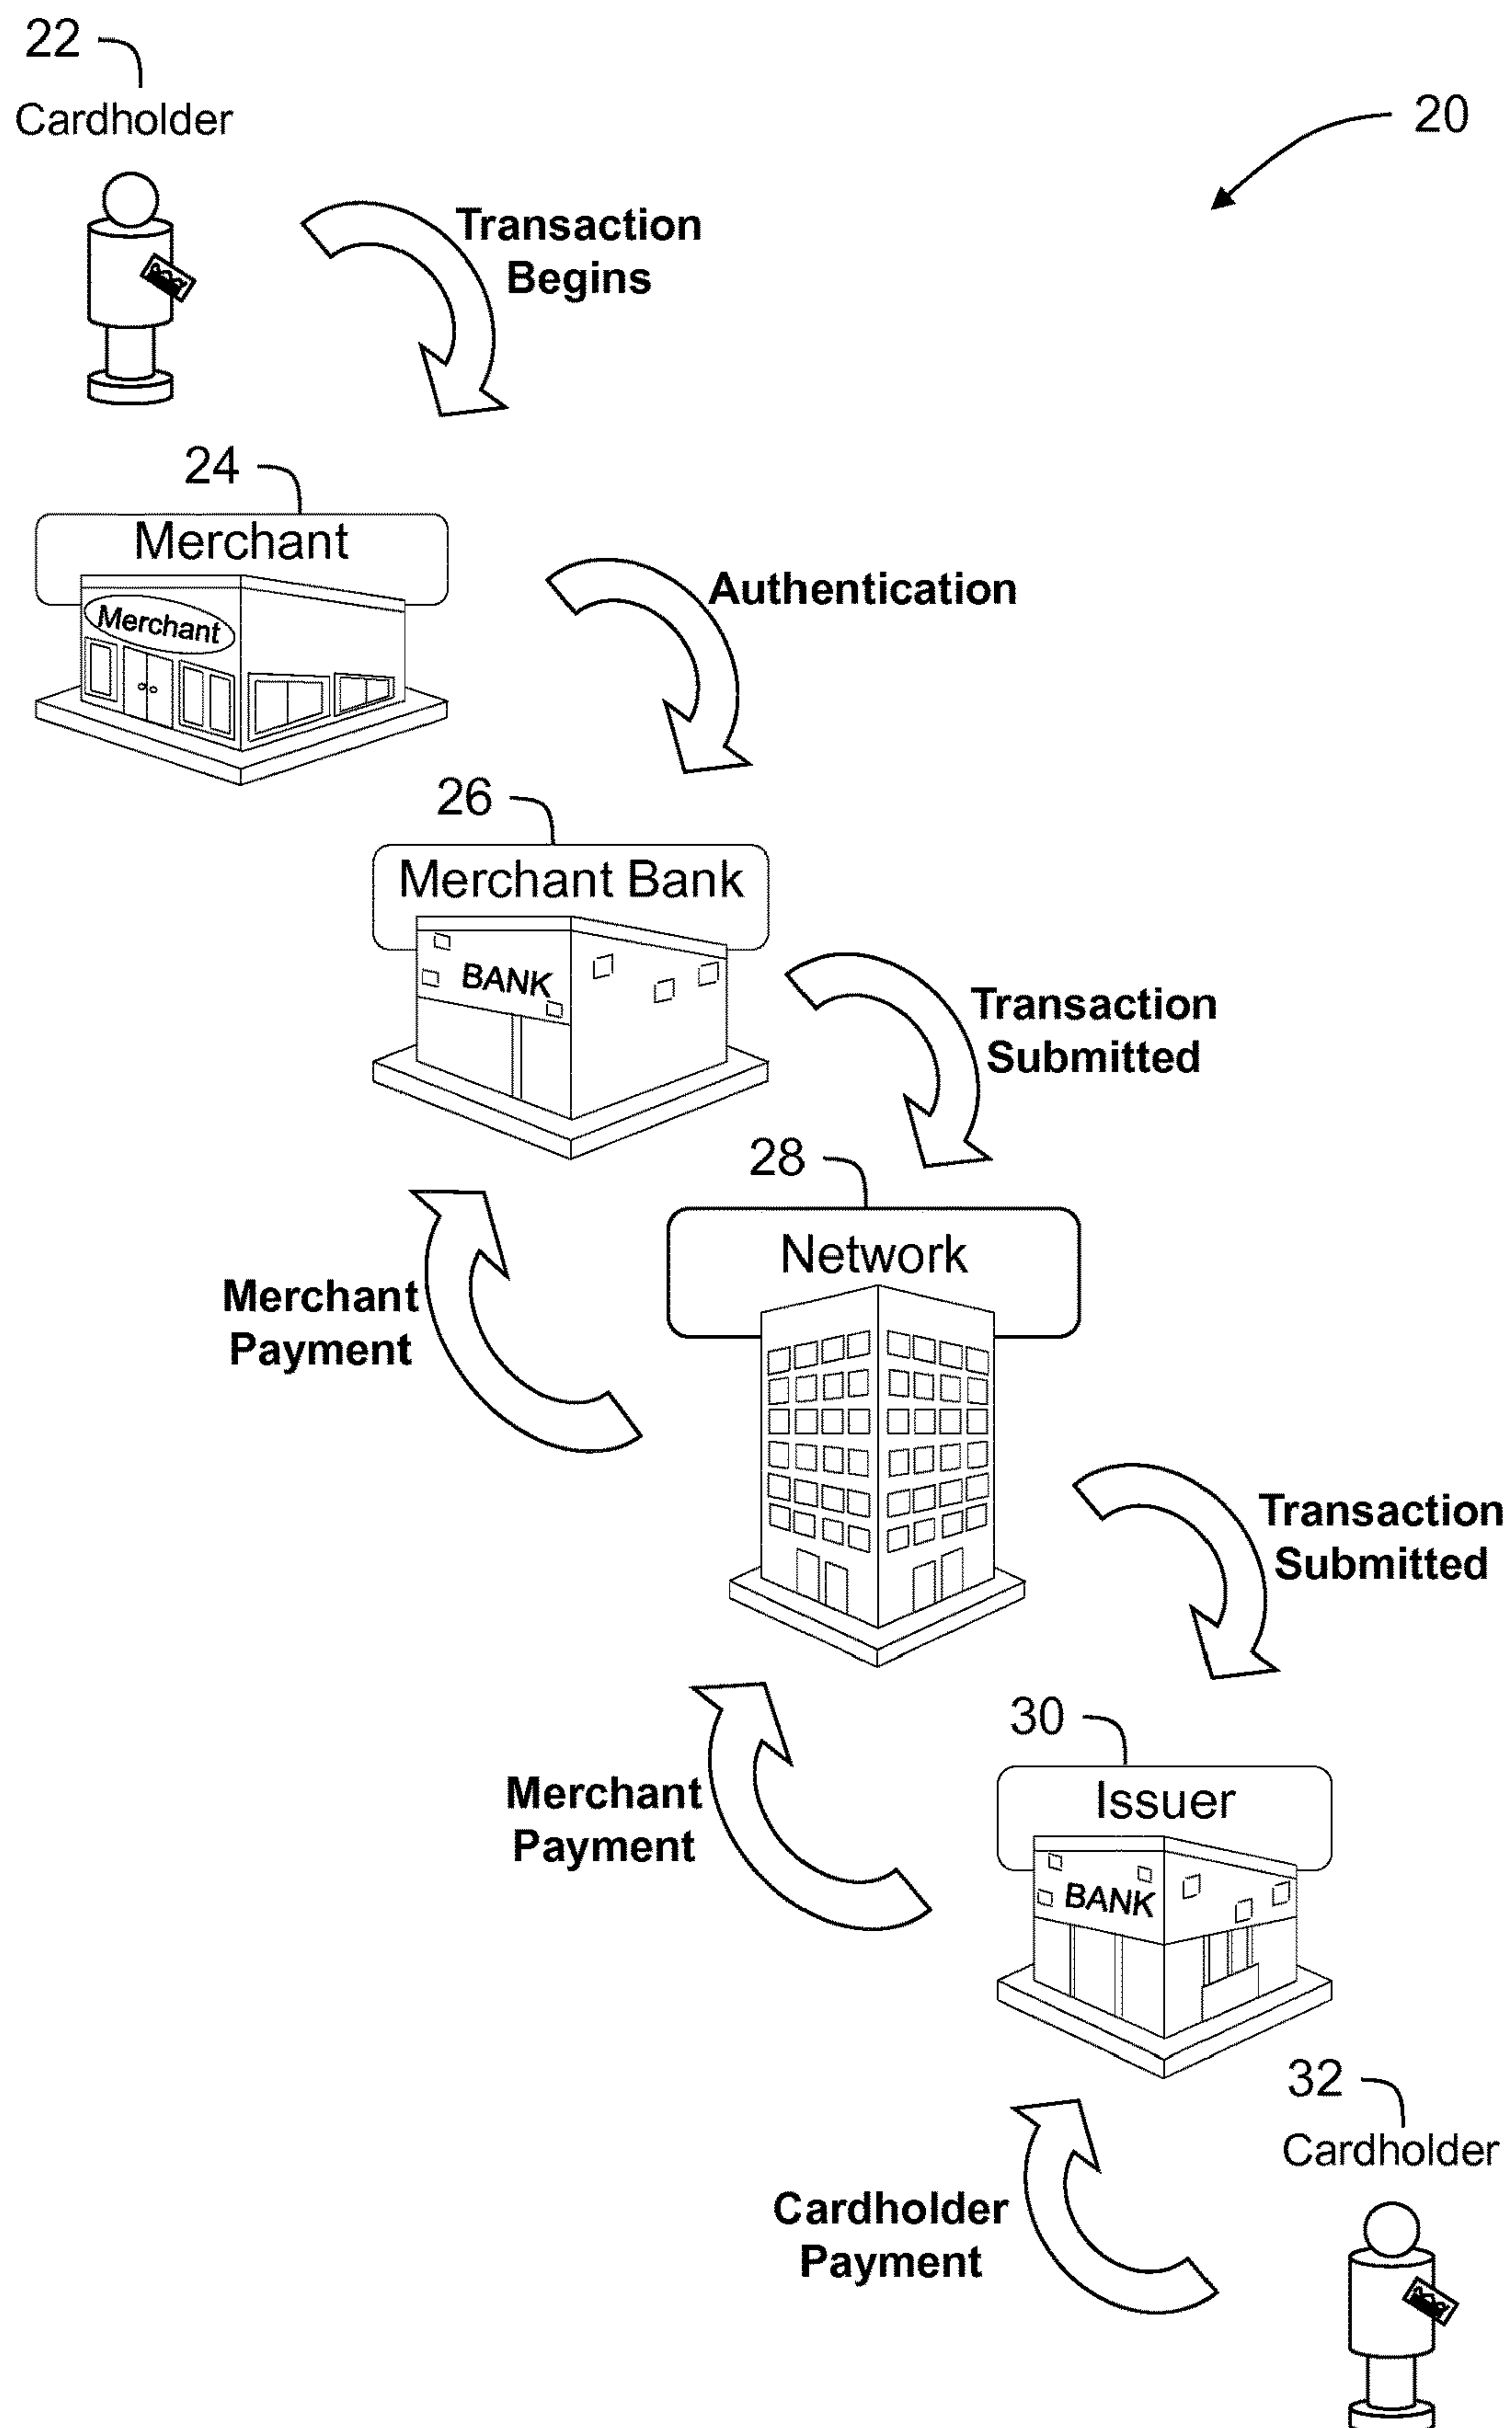 22
Cardholder
20
Transaction
Begins
24
Merchant
Merchant
Authentication
26
Merchant Bank
BANK
Transaction
Submitted
28
Network
Merchant
Payment
Transaction
Submitted
30
Issuer
BANK
Merchant
Payment
32
Cardholder
Cardholder
Payment